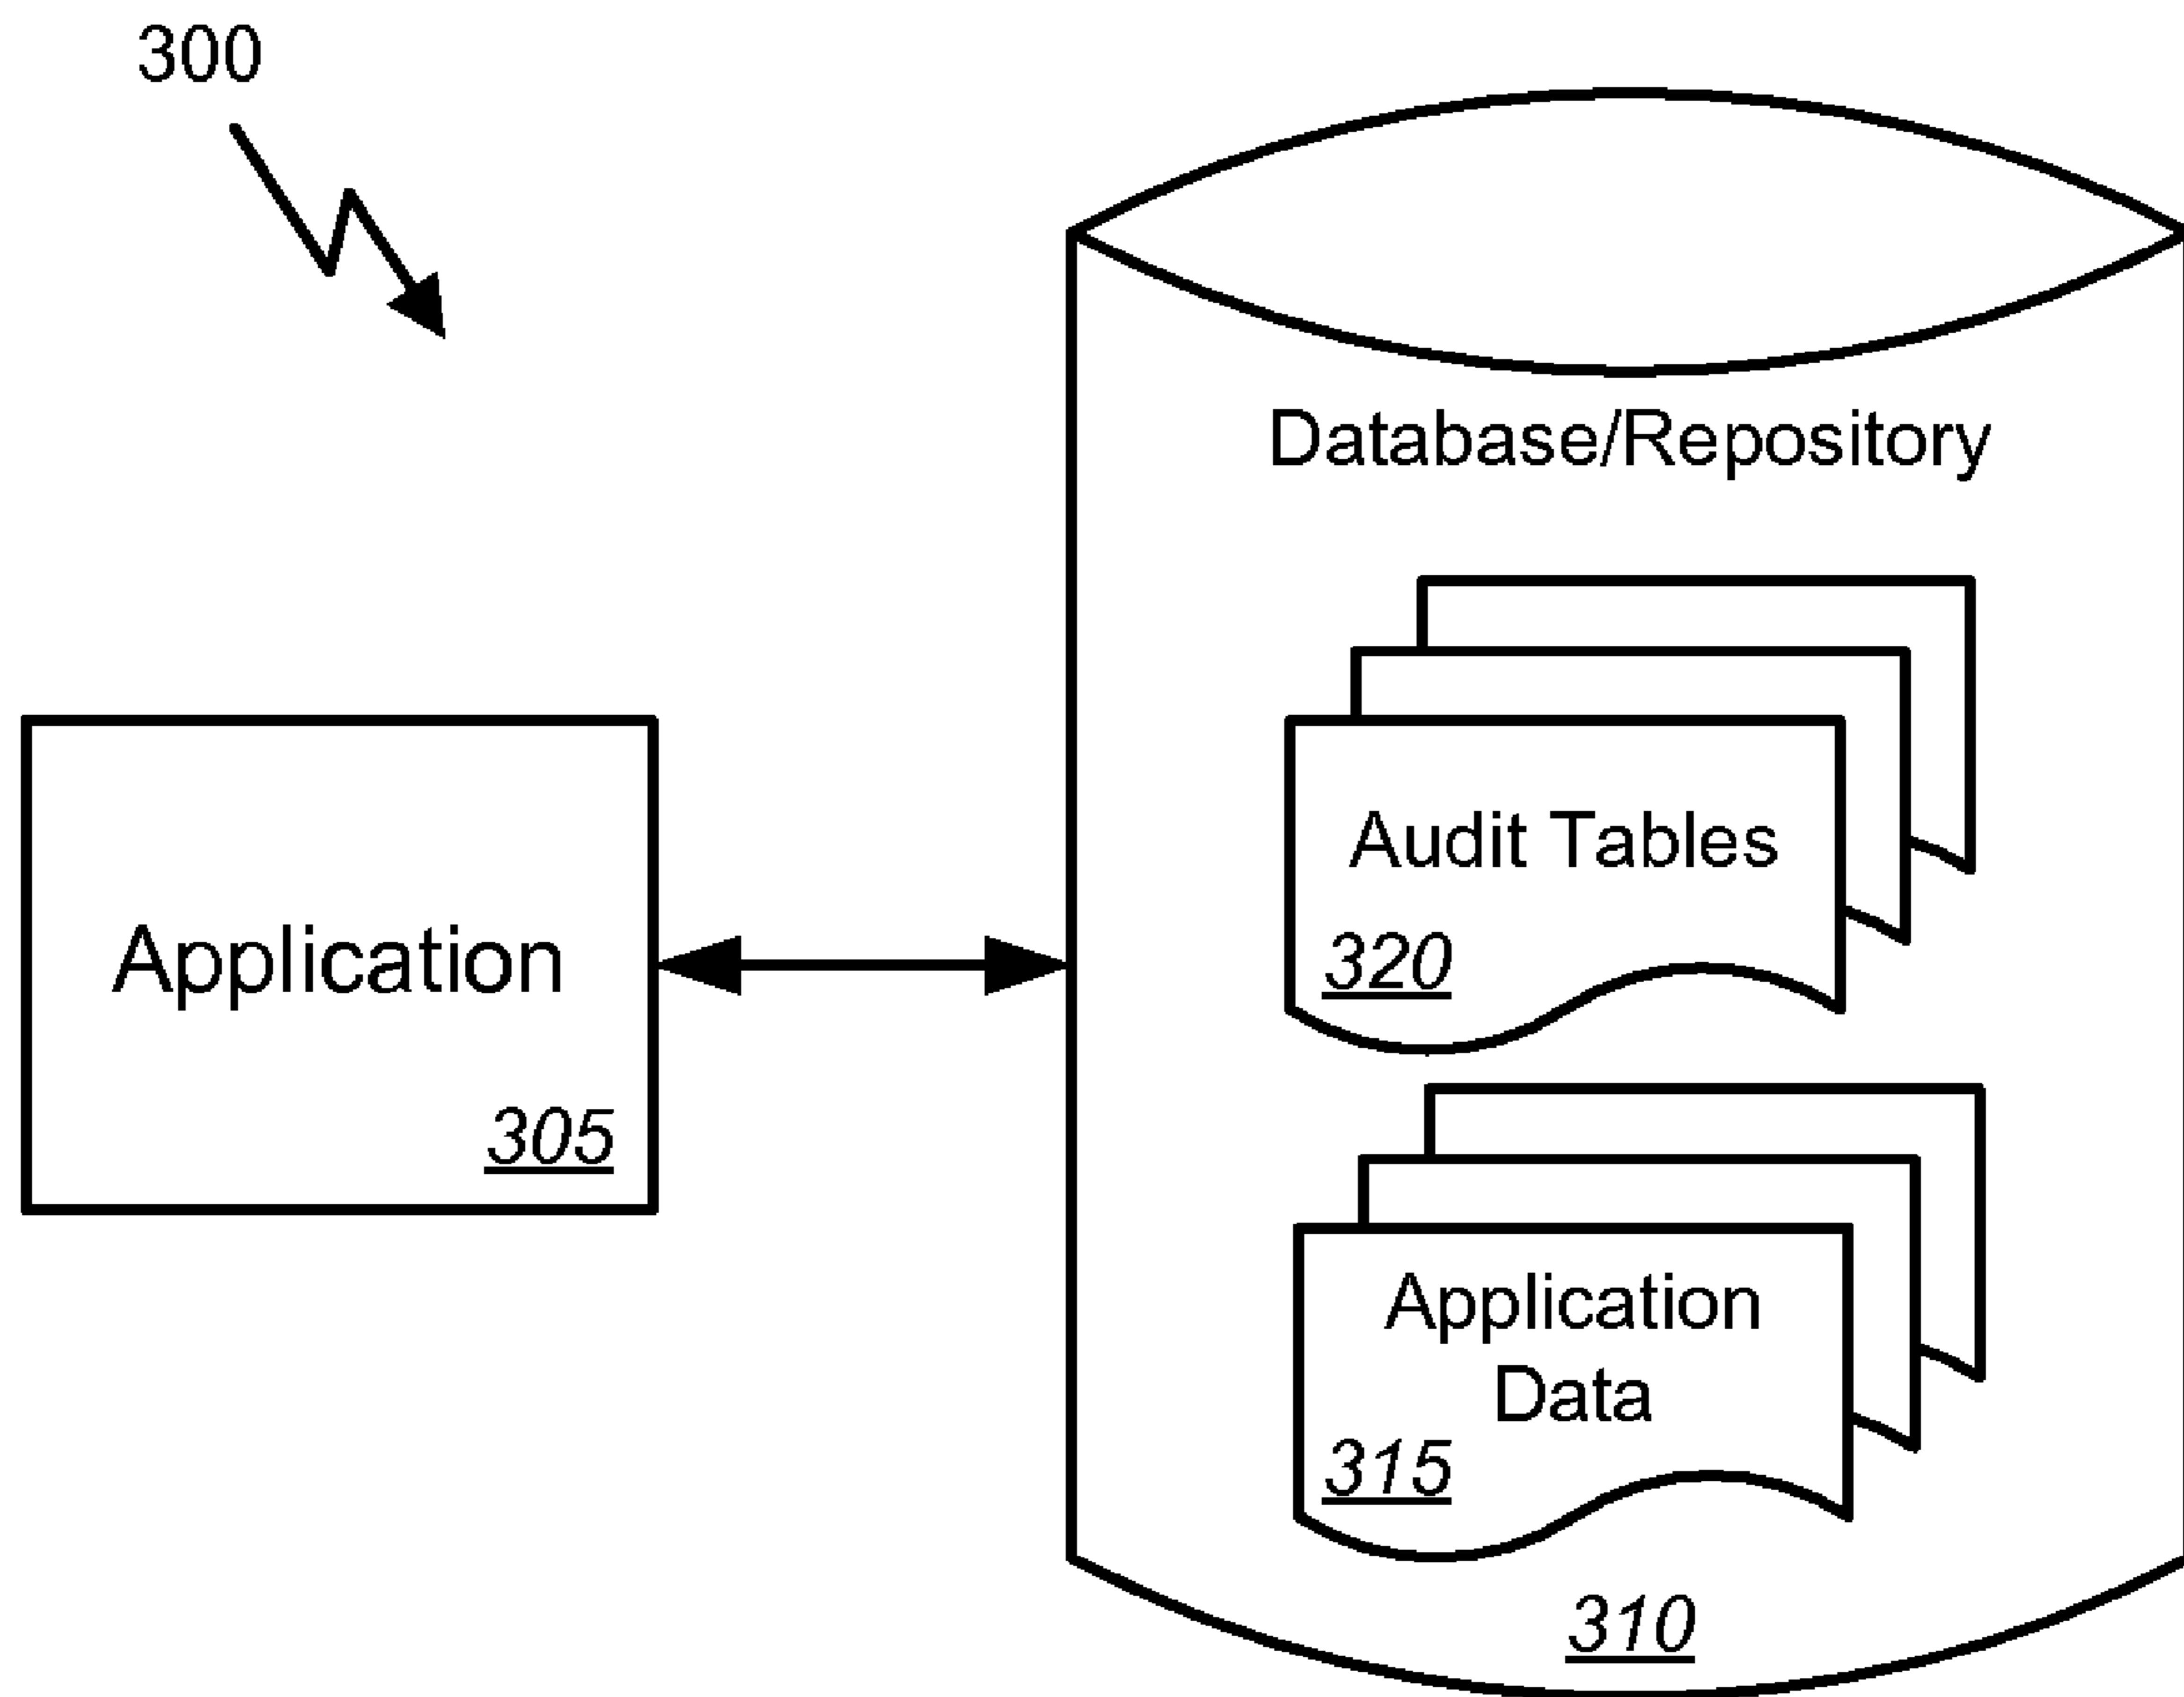 300
Database/Repository
Audit Tables
320
Application
305
Application
Data
315
310